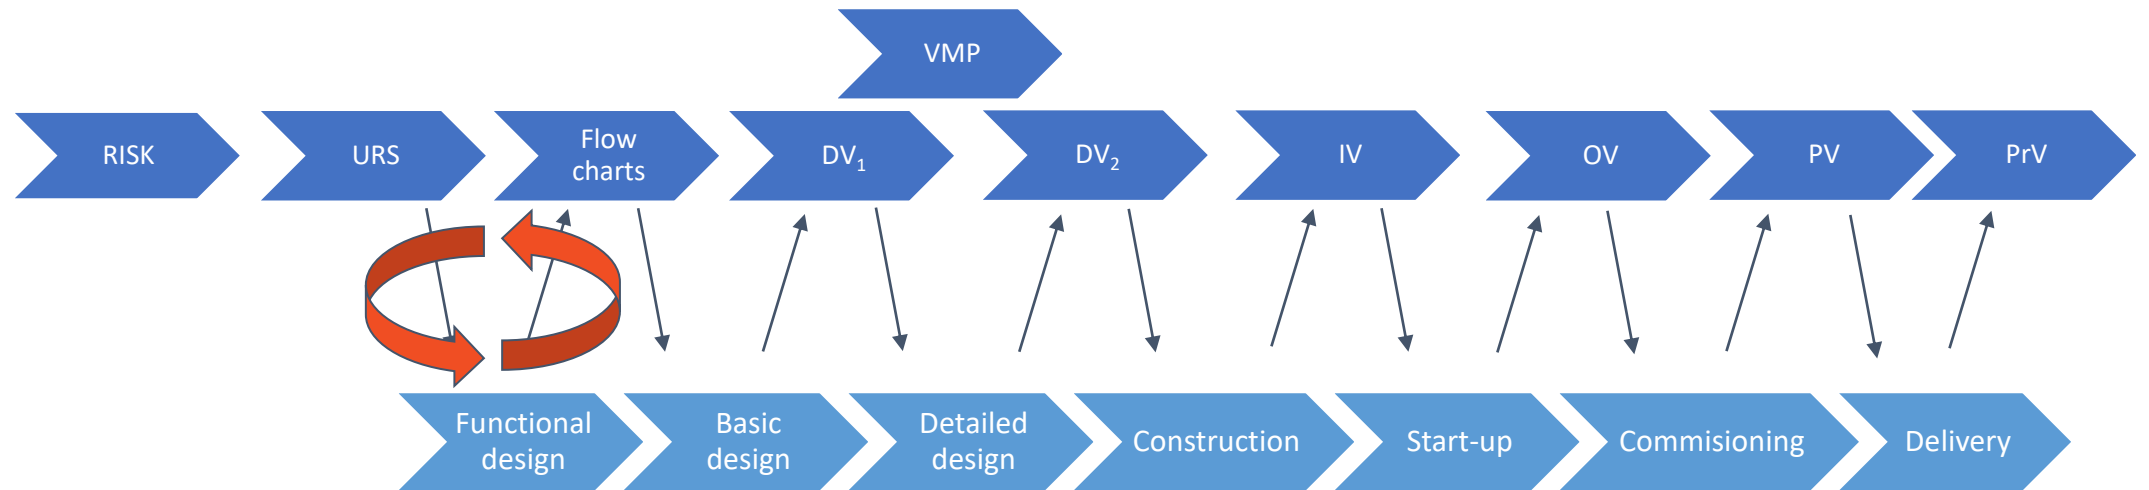 VMP
RISK
URS
Flow
charts
DV₁
DV₂
IV
OV
PV
PrV
Functional
design
Basic
design
Detailed
design
Construction
Start-up
Commisioning
Delivery